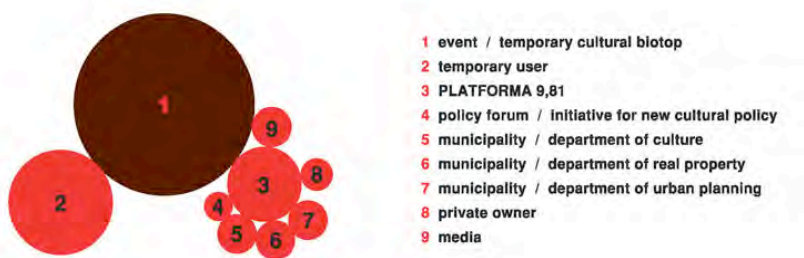 1
9
8
3
2
4
7
5
6
1 event / temporary cultural biotop
2 temporary user
3 PLATFORMA 9,81
4 policy forum / initiative for new cultural policy
5 municipality / department of culture
6 municipality / department of real property
7 municipality / department of urban planning
8 private owner
9 media